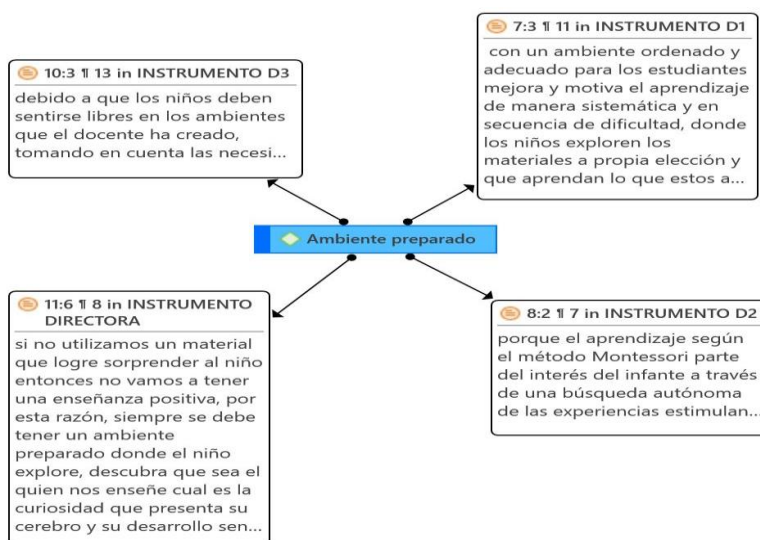 7:3 ¶ 11 in INSTRUMENTO D1
con un ambiente ordenado y
adecuado para los estudiantes
mejora y motiva el aprendizaje
de manera sistemática y en
secuencia de dificultad, donde
los niños exploren los
materiales a propia elección y
que aprendan lo que estos a...
10:3 ¶ 13 in INSTRUMENTO D3
debido a que los niños deben
sentirse libres en los ambientes
que el docente ha creado,
tomando en cuenta las necesi...
Ambiente preparado
11:6 ¶ 8 in INSTRUMENTO
DIRECTORA
si no utilizamos un material
que logre sorprender al niño
entonces no vamos a tener
una enseñanza positiva, por
esta razón, siempre se debe
tener un ambiente
preparado donde el niño
explore, descubra que sea el
quien nos enseñe cual es la
curiosidad que presenta su
cerebro y su desarrollo sen...
8:2 ¶ 7 in INSTRUMENTO D2
porque el aprendizaje según
el método Montessori parte
del interés del infante a través
de una búsqueda autónoma
de las experiencias estimulan...